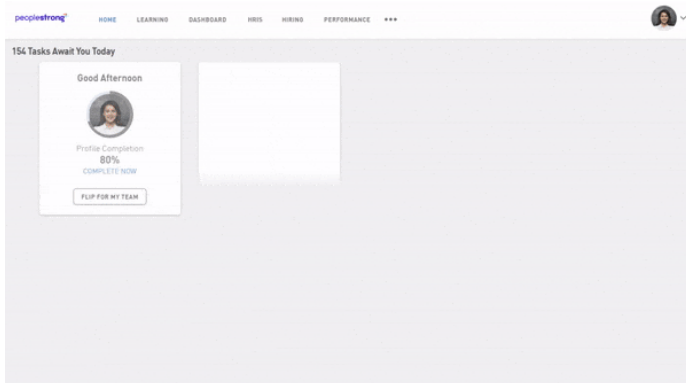 peoplestrong
HOME LEARNING DASHBOARD HRIS HIRING PERFORMANCE
154 Tasks Await You Today
Good Afternoon
Profile Completion
80%
COMPLETE NOW
FLIP FOR MY TEAM